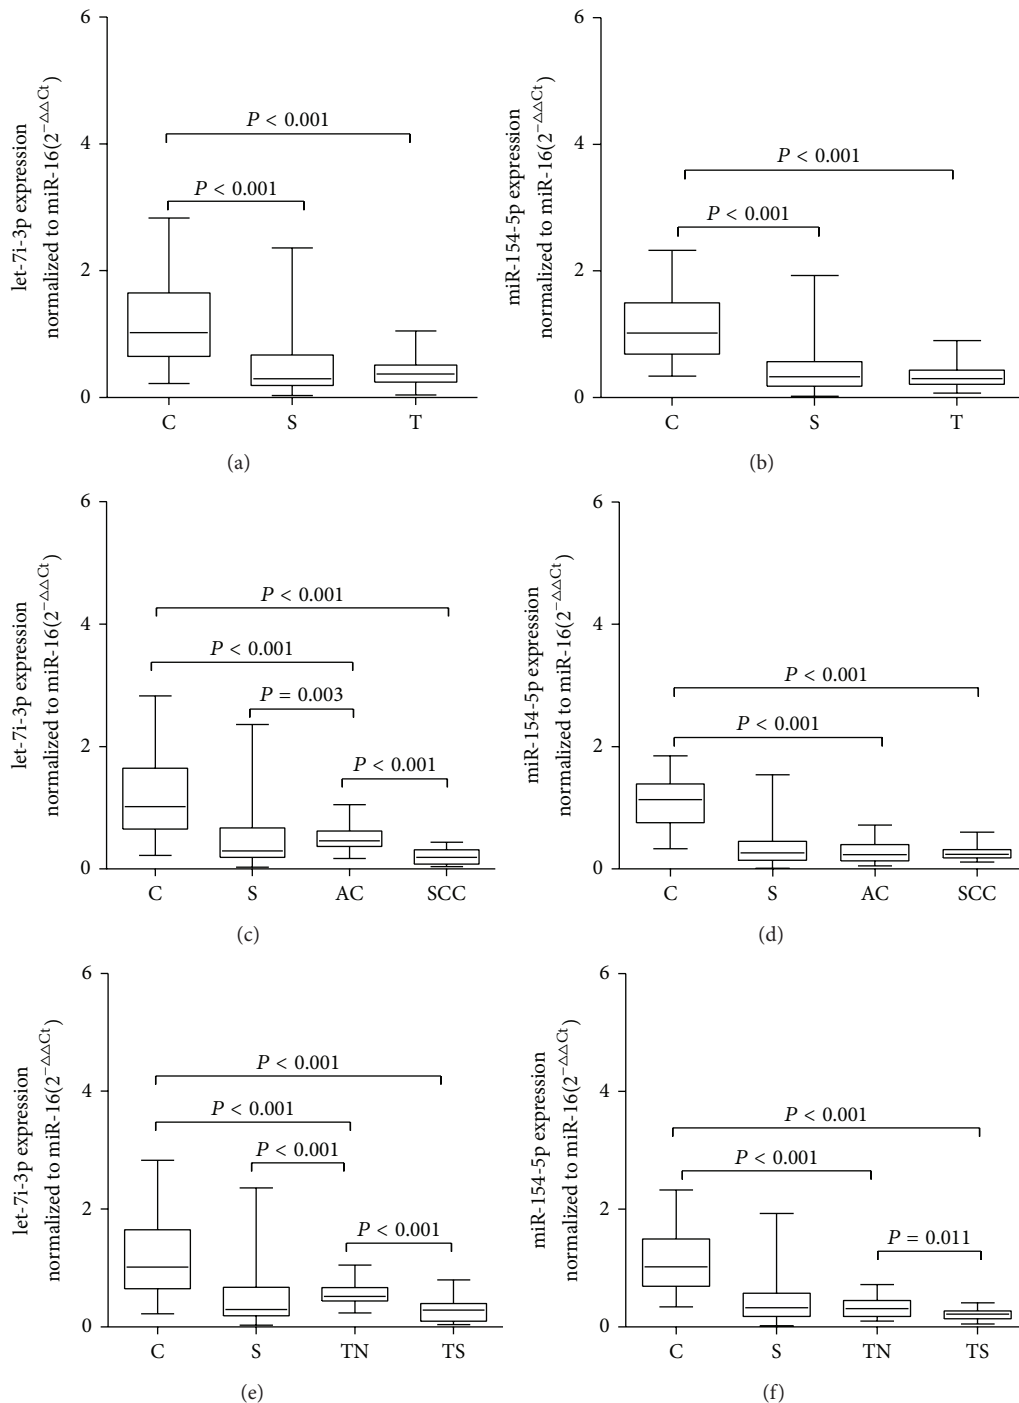 let-7i-3p expression
normalized to miR-16(2^−△△Ct)
6
4
2
0
P < 0.001
P < 0.001
C S T
(a)
miR-154-5p expression
normalized to miR-16(2^−△△Ct)
6
4
2
0
P < 0.001
P < 0.001
C S T
(b)
let-7i-3p expression
normalized to miR-16(2^−△△Ct)
6
4
2
0
P < 0.001
P < 0.001
P = 0.003
P < 0.001
C S AC SCC
(c)
miR-154-5p expression
normalized to miR-16(2^−△△Ct)
6
4
2
0
P < 0.001
P < 0.001
C S AC SCC
(d)
let-7i-3p expression
normalized to miR-16(2^−△△Ct)
6
4
2
0
P < 0.001
P < 0.001
P < 0.001
P < 0.001
C S TN TS
(e)
miR-154-5p expression
normalized to miR-16(2^−△△Ct)
6
4
2
0
P < 0.001
P < 0.001
P = 0.011
C S TN TS
(f)